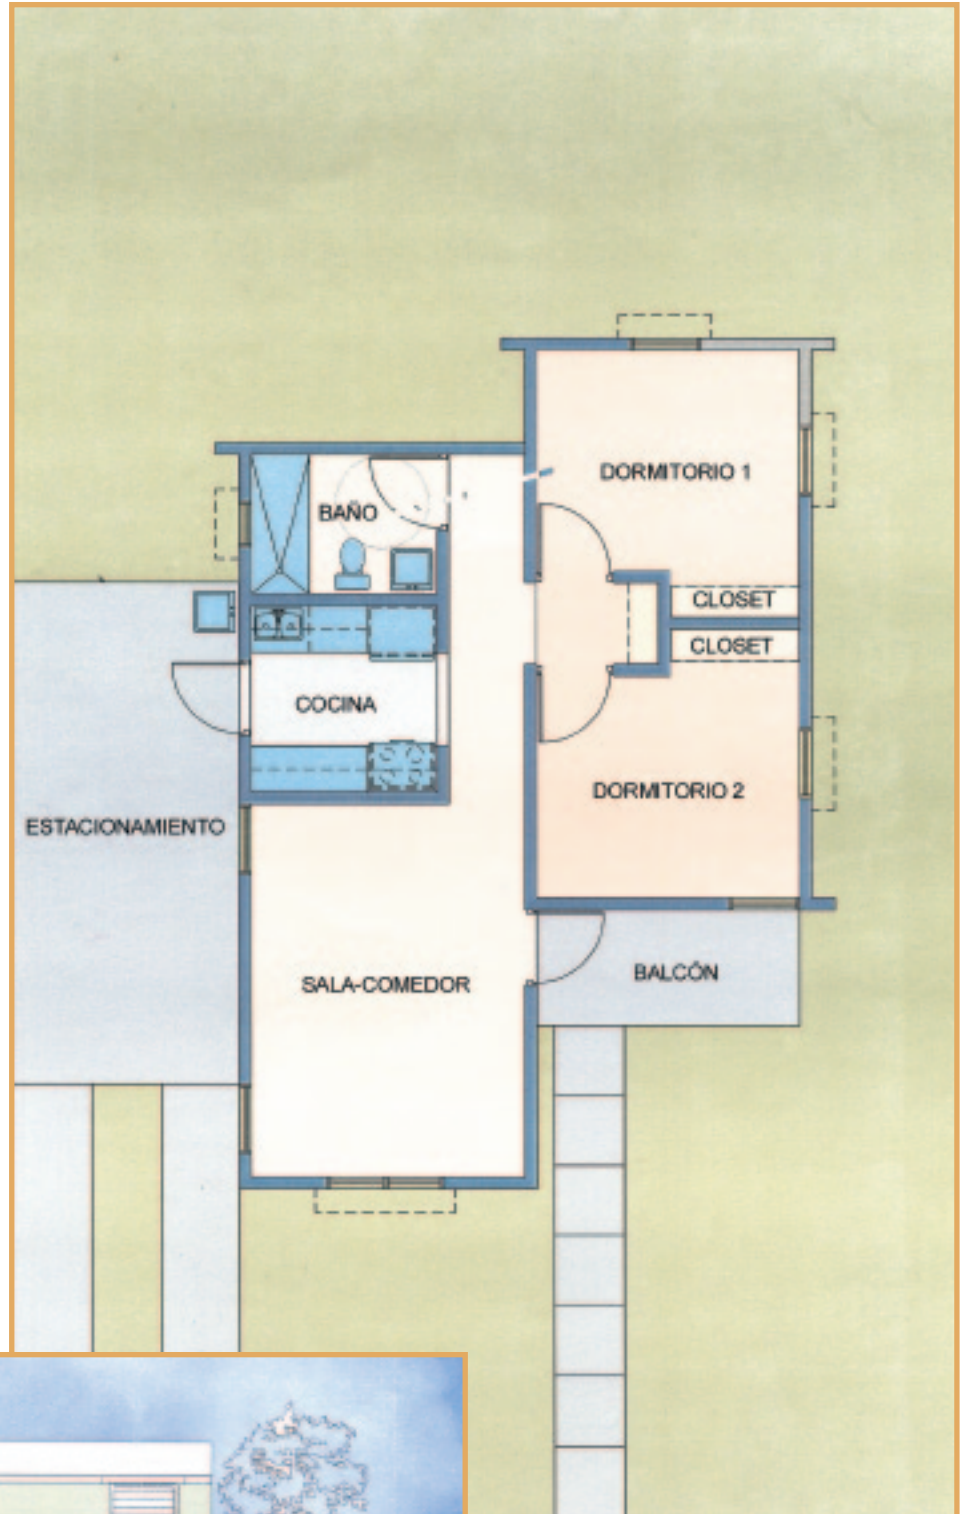 DORMITORIO 1
BAÑO
CLOSET
CLOSET
COCINA
DORMITORIO 2
ESTACIONAMIENTO
SALA-COMEDOR
BALCÓN